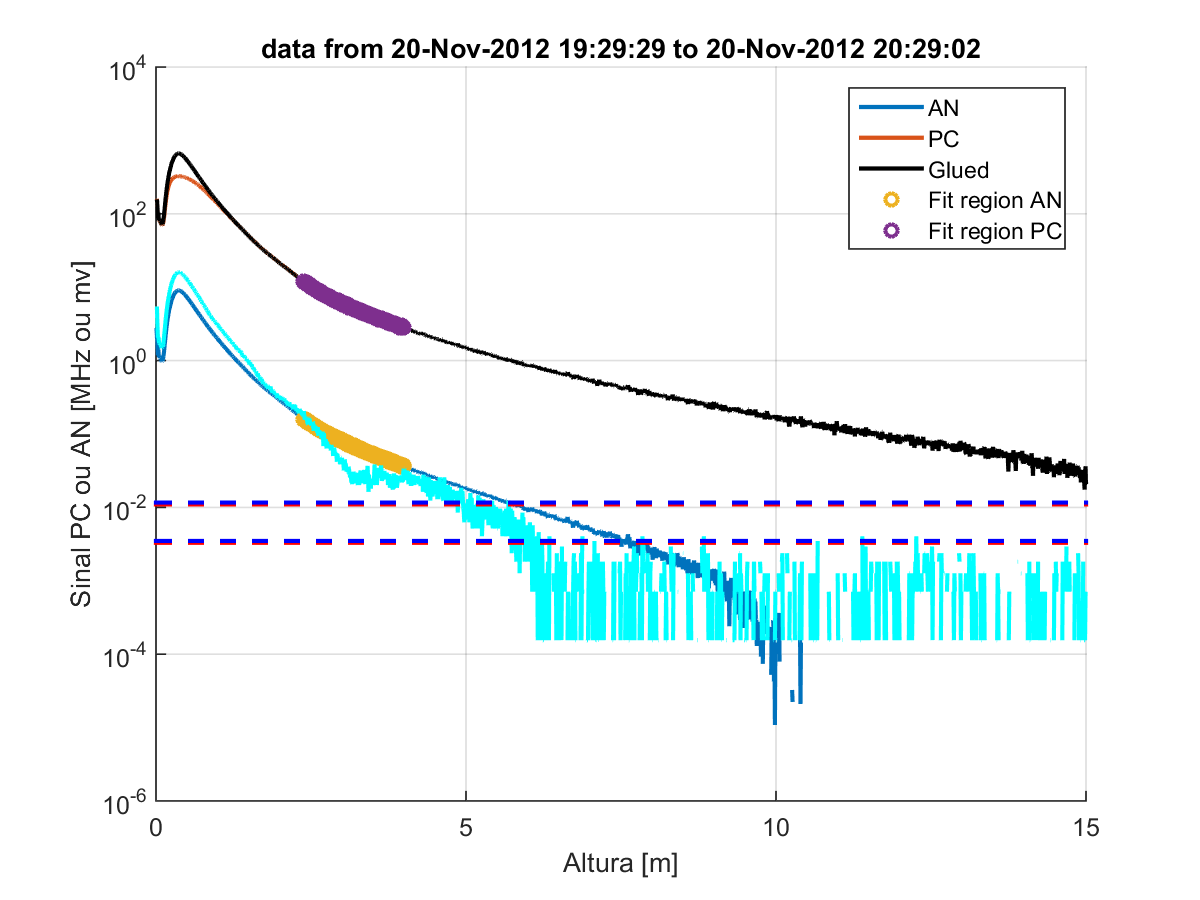 data from 20-Nov-2012 19:29:29 to 20-Nov-2012 20:29:02
AN
PC
Glued
Fit region AN
Fit region PC
Sinal PC ou AN [MHz ou mv]
10^4
10^2
10^0
10^-2
10^-4
10^-6
0 5 10 15
Altura [m]